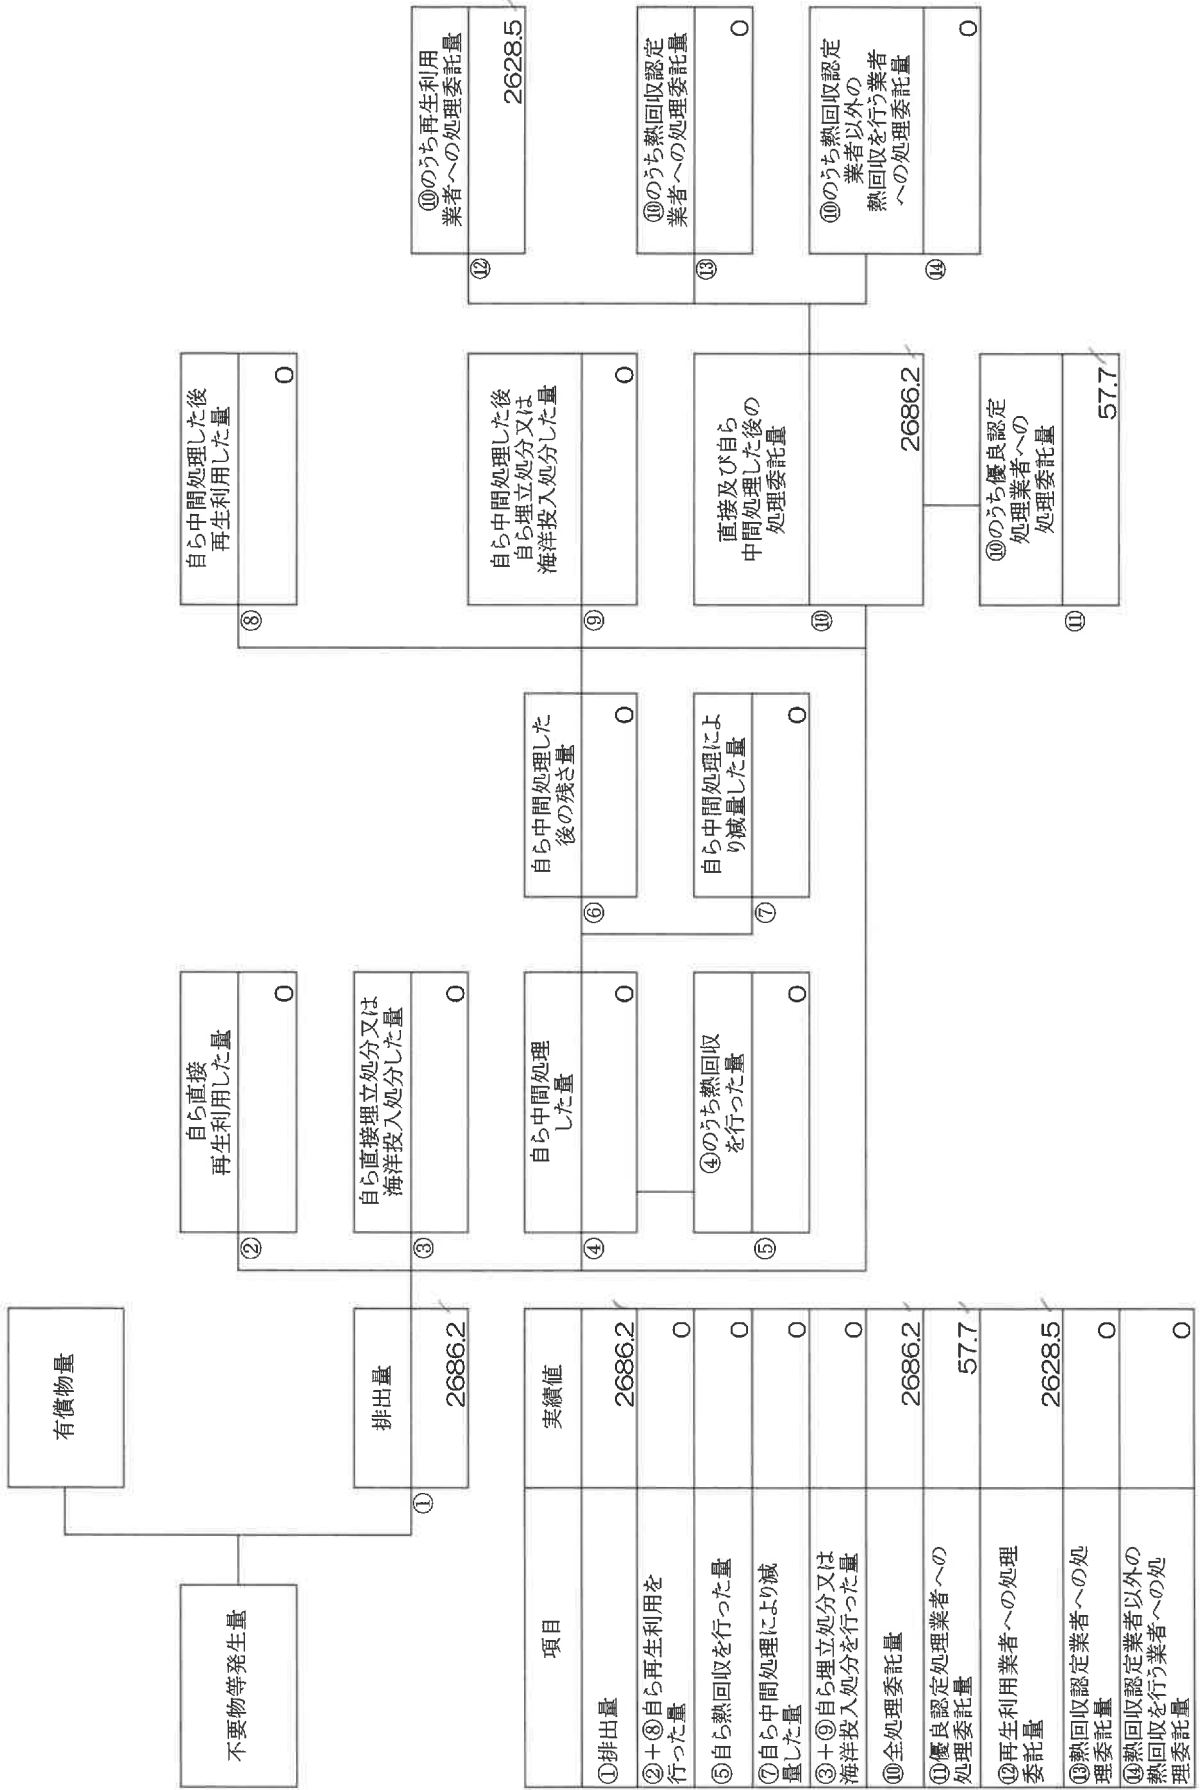 不要物等発生量
有償物量
①
排出量
2686.2
②
自ら直接
再生利用した量
0
③
自ら直接埋立処分又は
海洋投入処分した量
0
④
自ら中間処理
した量
0
⑤
④のうち熱回収
を行った量
0
⑥
自ら中間処理した
後の残さ量
0
⑦
自ら中間処理によ
り減量した量
0
⑧
自ら中間処理した後
再生利用した量
0
⑨
自ら中間処理した後
自ら埋立処分又は
海洋投入処分した量
0
⑩
直接及び自ら
中間処理した後の
処理委託量
2686.2
⑪
⑩のうち優良認定
処理業者への
処理委託量
57.7
⑫
⑩のうち再生利用
業者への処理委託量
2628.5
⑬
⑩のうち熱回収認定
業者への処理委託量
0
⑭
⑩のうち熱回収認定
業者以外の
熱回収を行う業者
への処理委託量
0
項目
実績値
①排出量
2686.2
②+⑧自ら再生利用を
行った量
0
⑤自ら熱回収を行った量
0
⑦自ら中間処理により減
量した量
0
③+⑨自ら埋立処分又は
海洋投入処分を行った量
0
⑩全処理委託量
2686.2
⑪優良認定処理業者への
処理委託量
57.7
⑫再生利用業者への処理
委託量
2628.5
⑬熱回収認定業者への処
理委託量
0
⑭熱回収認定業者以外の
熱回収を行う業者への処
理委託量
0